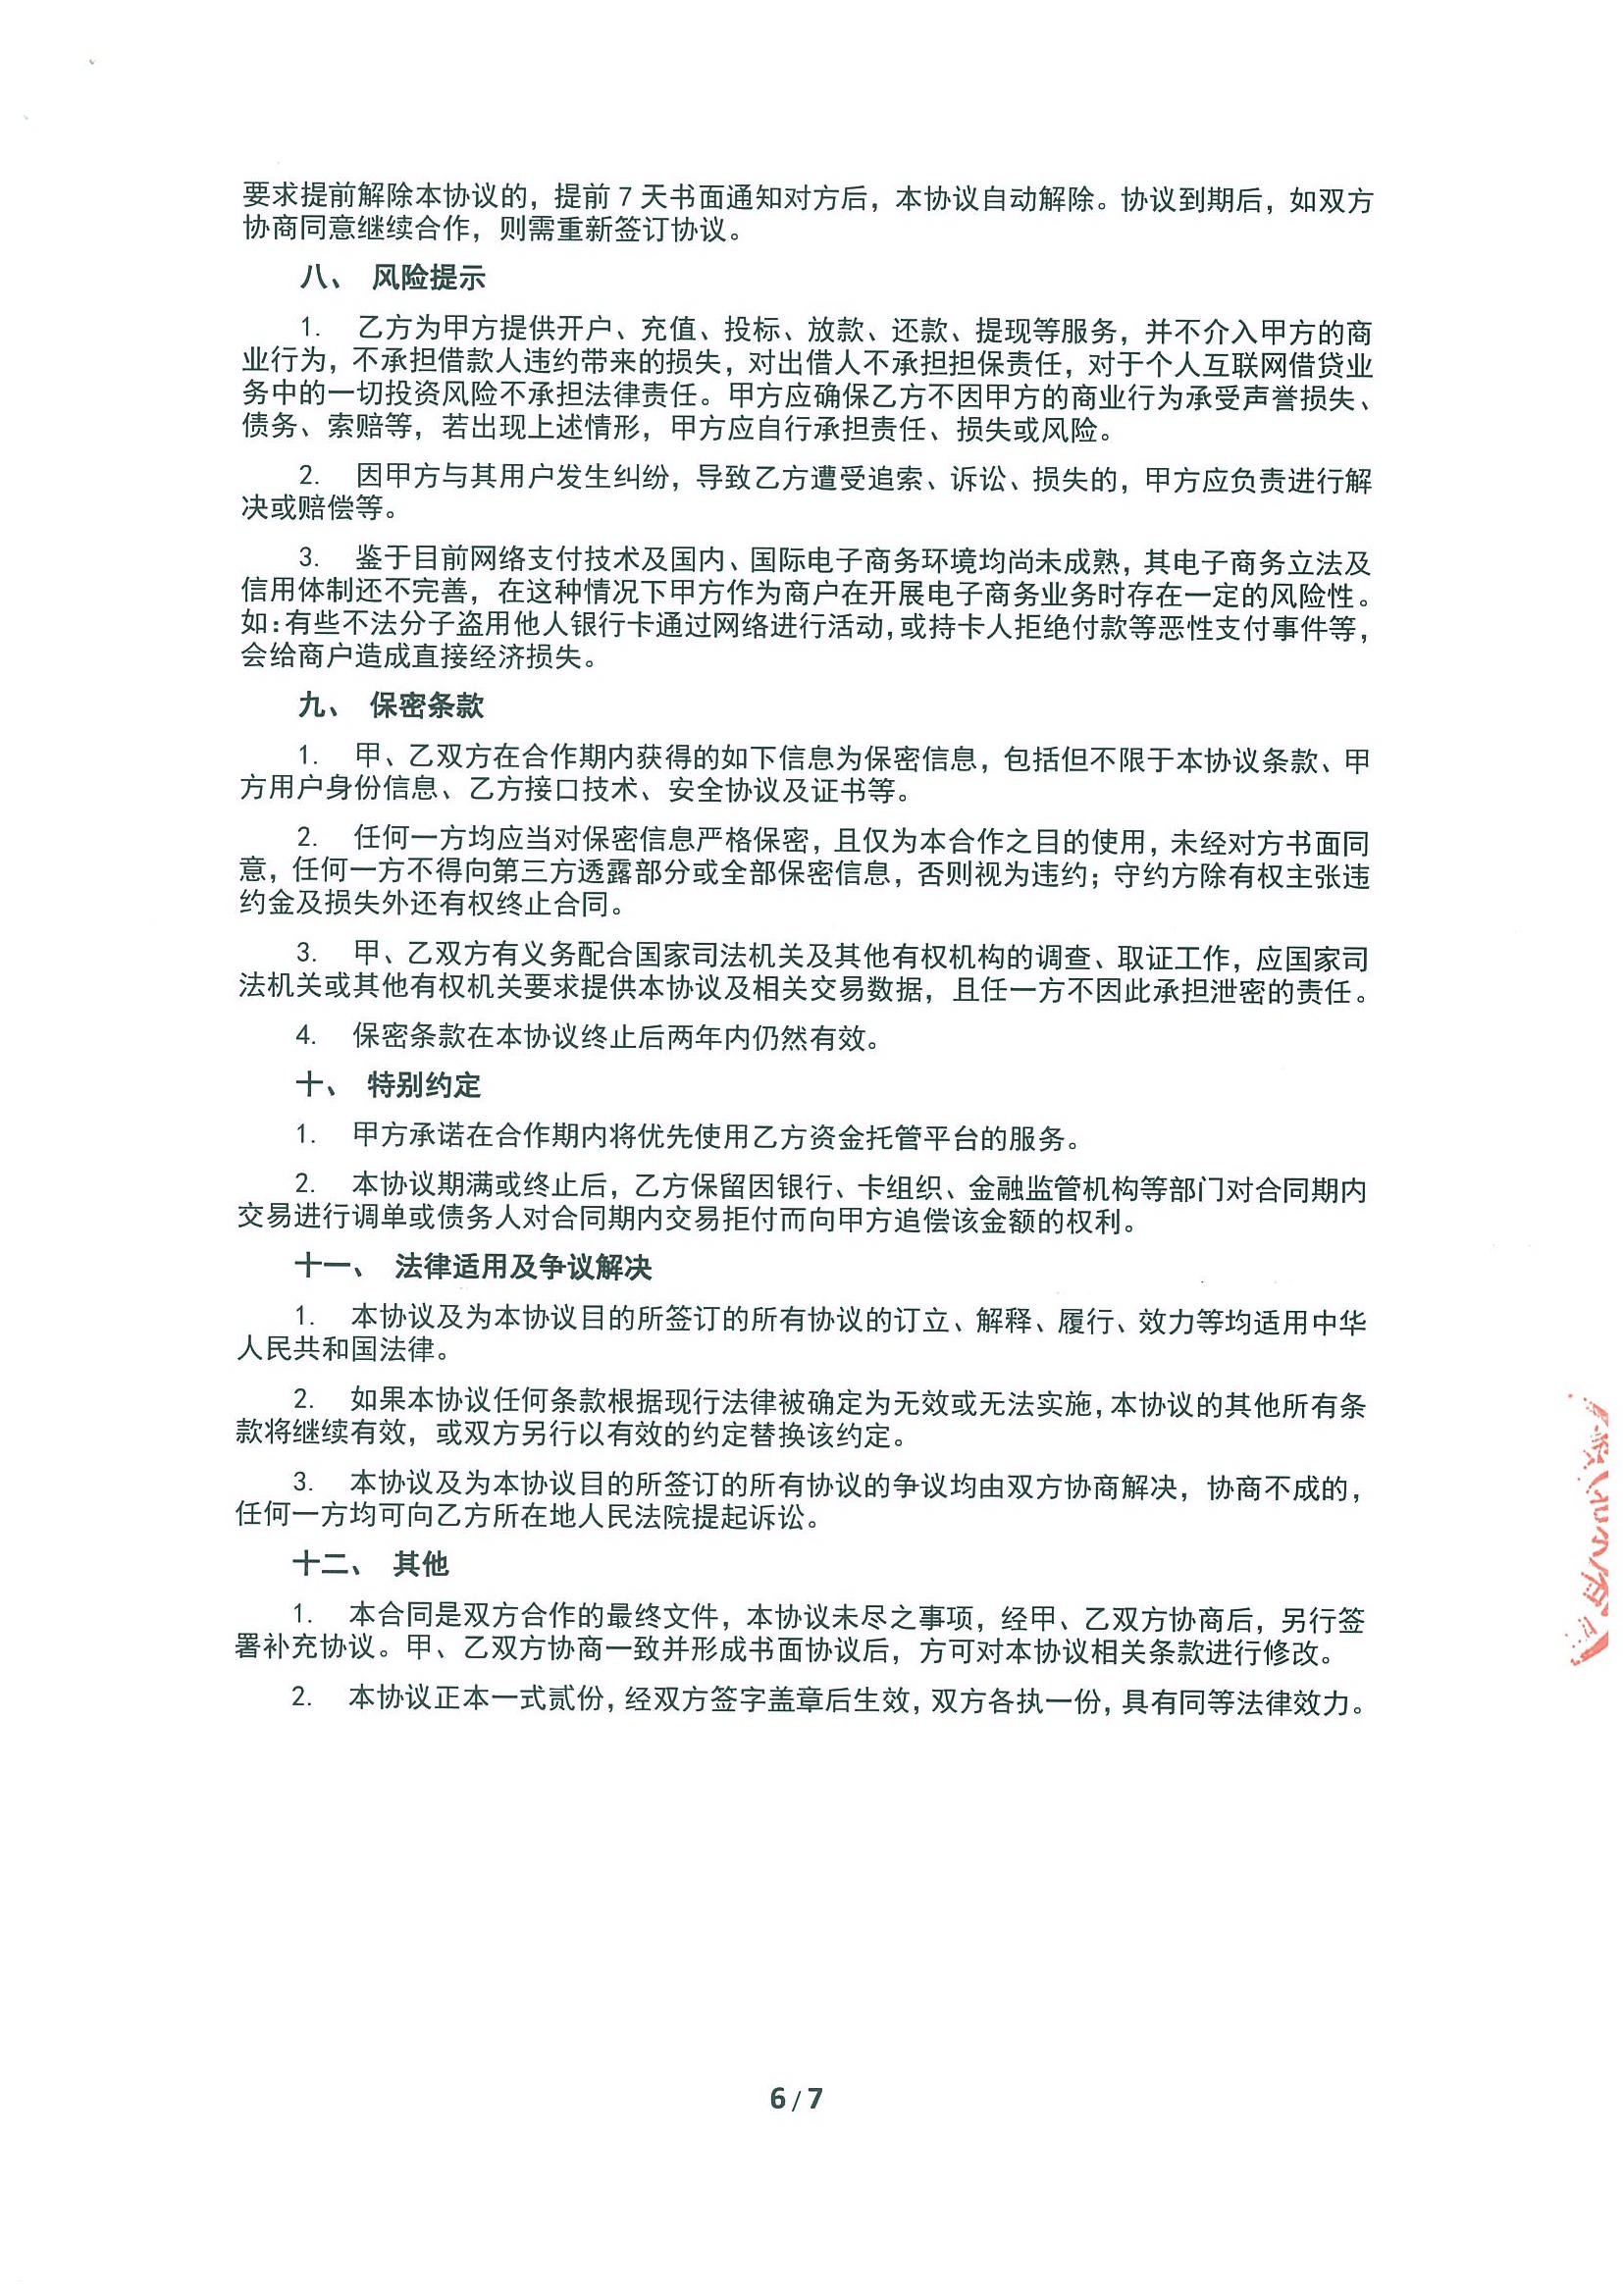 要求提前解除本协议的，提前 7 天书面通知对方后，本协议自动解除。协议到期后，如双方
协商同意继续合作，则需重新签订协议。
八、 风险提示
1. 乙方为甲方提供开户、充值、投标、放款、还款、提现等服务，并不介入甲方的商
业行为，不承担借款人违约带来的损失，对出借人不承担担保责任，对于个人互联网借贷业
务中的一切投资风险不承担法律责任。甲方应确保乙方不因甲方的商业行为承受声誉损失、
债务、索赔等，若出现上述情形，甲方应自行承担责任、损失或风险。
2. 因甲方与其用户发生纠纷，导致乙方遭受追索、诉讼、损失的，甲方应负责进行解
决或赔偿等。
3. 鉴于目前网络支付技术及国内、国际电子商务环境均尚未成熟，其电子商务立法及
信用体制还不完善，在这种情况下甲方作为商户在开展电子商务业务时存在一定的风险性。
如：有些不法分子盗用他人银行卡通过网络进行活动，或持卡人拒绝付款等恶性支付事件等，
会给商户造成直接经济损失。
九、 保密条款
1. 甲、乙双方在合作期内获得的如下信息为保密信息，包括但不限于本协议条款、甲
方用户身份信息、乙方接口技术、安全协议及证书等。
2. 任何一方均应当对保密信息严格保密，且仅为本合作之目的使用，未经对方书面同
意，任何一方不得向第三方透露部分或全部保密信息，否则视为违约；守约方除有权主张违
约金及损失外还有权终止合同。
3. 甲、乙双方有义务配合国家司法机关及其他有权机构的调查、取证工作，应国家司
法机关或其他有权机关要求提供本协议及相关交易数据，且任一方不因此承担泄密的责任。
4. 保密条款在本协议终止后两年内仍然有效。
十、 特别约定
1. 甲方承诺在合作期内将优先使用乙方资金托管平台的服务。
2. 本协议期满或终止后，乙方保留因银行、卡组织、金融监管机构等部门对合同期内
交易进行调单或债务人对合同期内交易拒付而向甲方追偿该金额的权利。
十一、 法律适用及争议解决
1. 本协议及为本协议目的所签订的所有协议的订立、解释、履行、效力等均适用中华
人民共和国法律。
2. 如果本协议任何条款根据现行法律被确定为无效或无法实施，本协议的其他所有条
款将继续有效，或双方另行以有效的约定替换该约定。
3. 本协议及为本协议目的所签订的所有协议的争议均由双方协商解决，协商不成的，
任何一方均可向乙方所在地人民法院提起诉讼。
十二、 其他
1. 本合同是双方合作的最终文件，本协议未尽之事项，经甲、乙双方协商后，另行签
署补充协议。甲、乙双方协商一致并形成书面协议后，方可对本协议相关条款进行修改。
2. 本协议正本一式贰份，经双方签字盖章后生效，双方各执一份，具有同等法律效力。
6 / 7